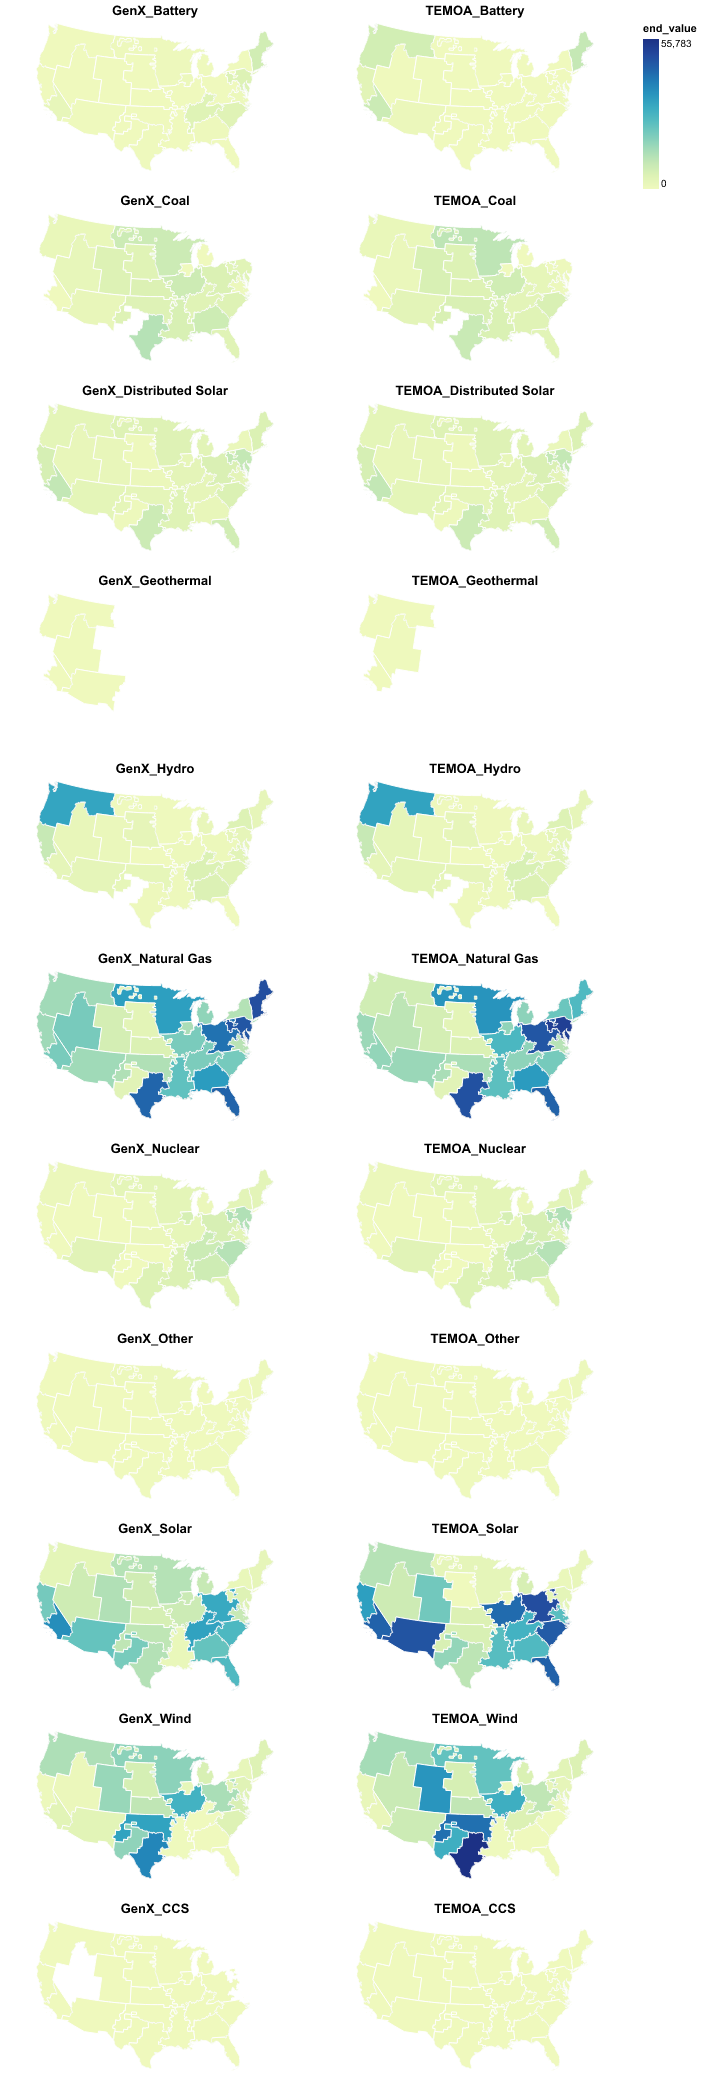 GenX_Battery
TEMOA_Battery
end_value
55,783
0
GenX_Coal
TEMOA_Coal
GenX_Distributed Solar
TEMOA_Distributed Solar
GenX_Geothermal
TEMOA_Geothermal
GenX_Hydro
TEMOA_Hydro
GenX_Natural Gas
TEMOA_Natural Gas
GenX_Nuclear
TEMOA_Nuclear
GenX_Other
TEMOA_Other
GenX_Solar
TEMOA_Solar
GenX_Wind
TEMOA_Wind
GenX_CCS
TEMOA_CCS